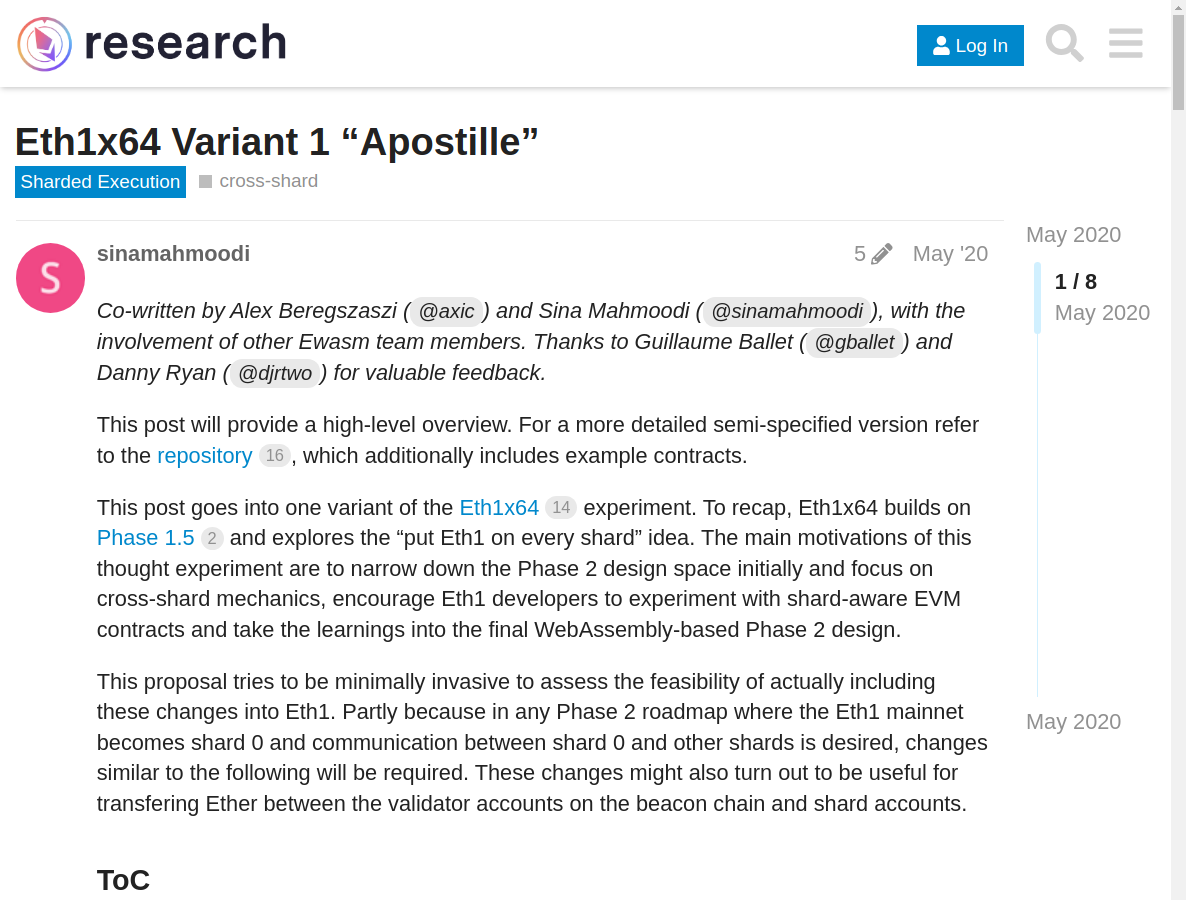 research
Log In
Eth1x64 Variant 1 “Apostille”
Sharded Execution
cross-shard
S
sinamahmoodi
5
May '20
Co-written by Alex Beregszaszi ( @axic ) and Sina Mahmoodi ( @sinamahmoodi ), with the
involvement of other Ewasm team members. Thanks to Guillaume Ballet ( @gballet ) and
Danny Ryan ( @djrtwo ) for valuable feedback.
This post will provide a high-level overview. For a more detailed semi-specified version refer
to the repository 16 , which additionally includes example contracts.
This post goes into one variant of the Eth1x64 14 experiment. To recap, Eth1x64 builds on
Phase 1.5 2 and explores the “put Eth1 on every shard” idea. The main motivations of this
thought experiment are to narrow down the Phase 2 design space initially and focus on
cross-shard mechanics, encourage Eth1 developers to experiment with shard-aware EVM
contracts and take the learnings into the final WebAssembly-based Phase 2 design.
This proposal tries to be minimally invasive to assess the feasibility of actually including
these changes into Eth1. Partly because in any Phase 2 roadmap where the Eth1 mainnet
becomes shard 0 and communication between shard 0 and other shards is desired, changes
similar to the following will be required. These changes might also turn out to be useful for
transfering Ether between the validator accounts on the beacon chain and shard accounts.
ToC
May 2020
1 / 8
May 2020
May 2020